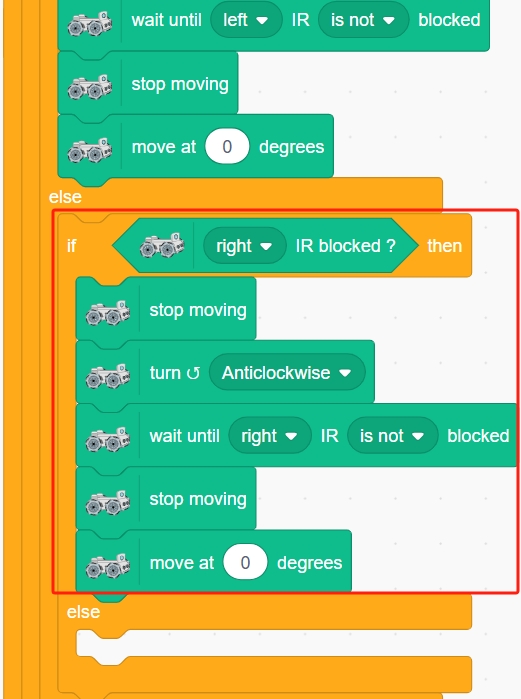 wait until left IR is not blocked
stop moving
move at 0 degrees
else
if right IR blocked ? then
stop moving
turn ↺ Anticlockwise
wait until right IR is not blocked
stop moving
move at 0 degrees
else